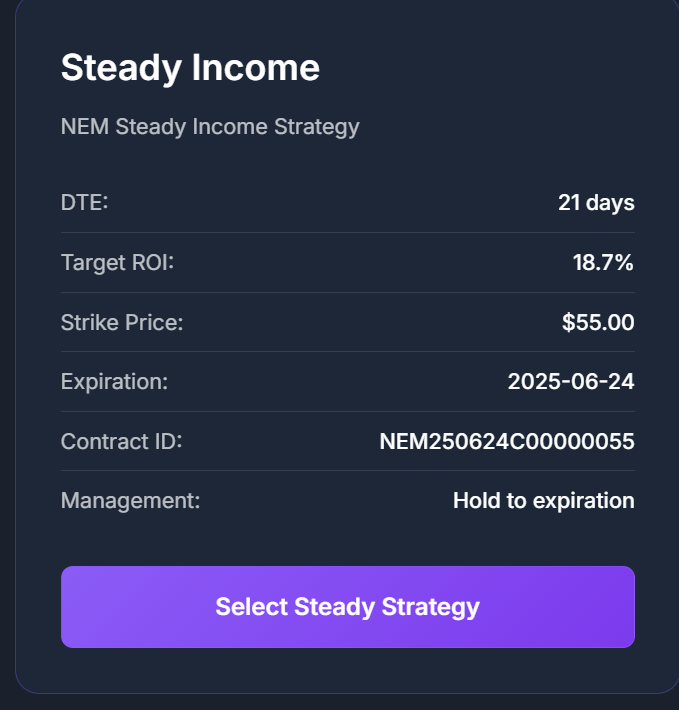 Steady Income
NEM Steady Income Strategy
DTE: 21 days
Target ROI: 18.7%
Strike Price: $55.00
Expiration: 2025-06-24
Contract ID: NEM250624C00000055
Management: Hold to expiration
Select Steady Strategy